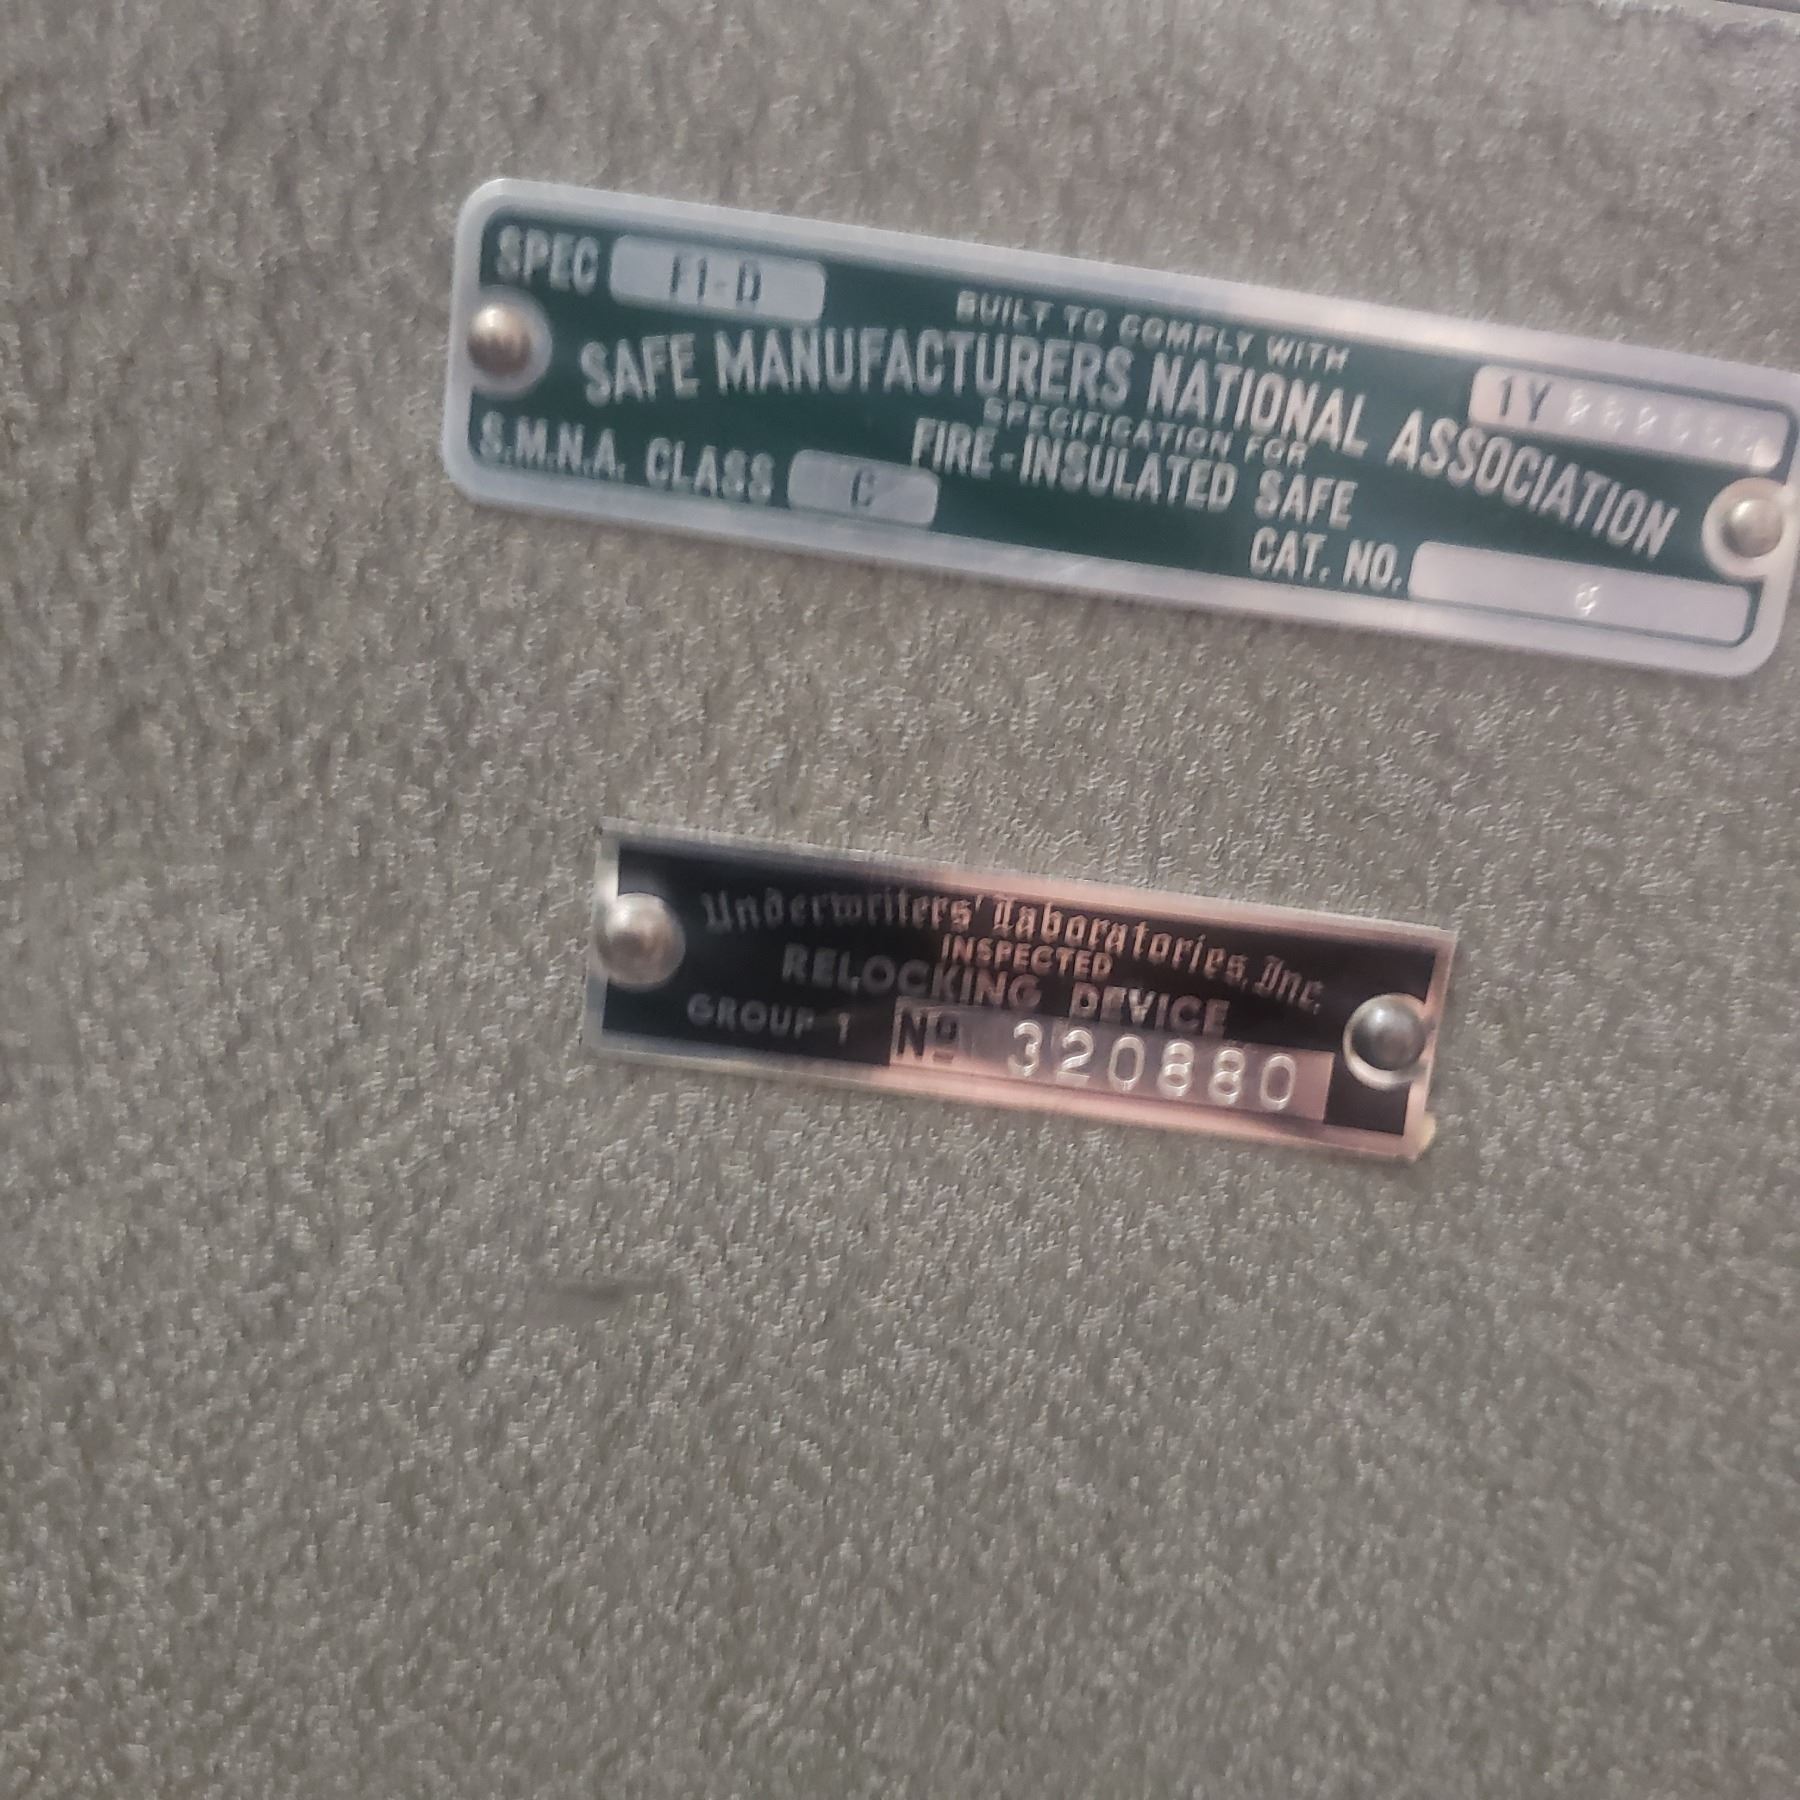 SPEC F1-D
BUILT TO COMPLY WITH
SAFE MANUFACTURERS NATIONAL ASSOCIATION
SPECIFICATION FOR
FIRE-INSULATED SAFE
1Y
S.M.N.A. CLASS C
CAT. NO.
Underwriters' Laboratories, Inc.
INSPECTED
RELOCKING DEVICE
GROUP 1 No 320880